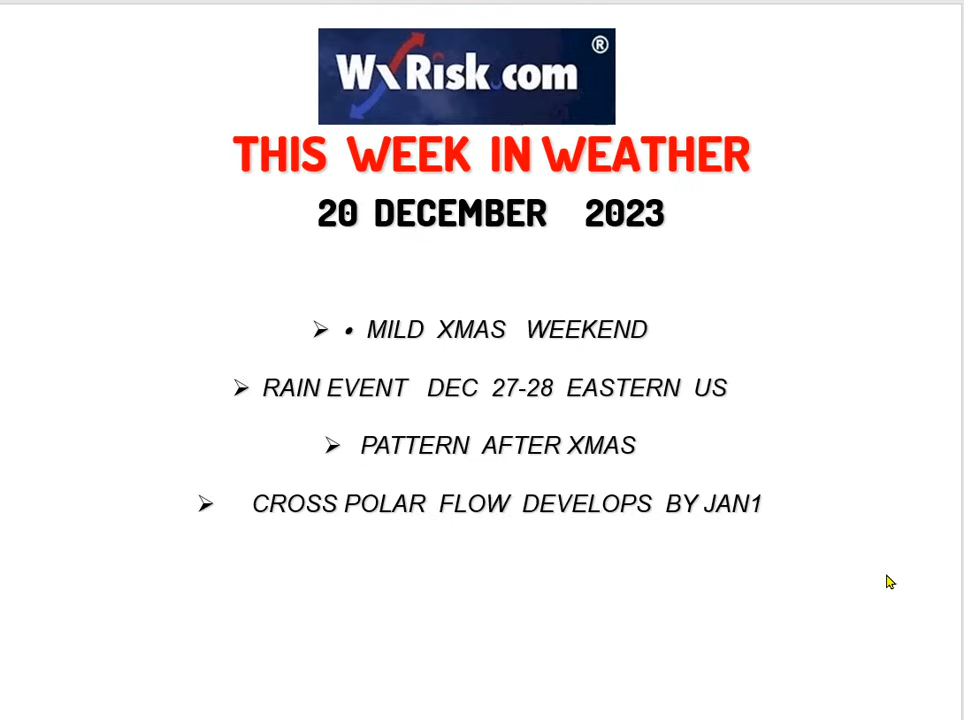 WxRisk.com ®
THIS WEEK IN WEATHER
20 DECEMBER 2023
➢ • MILD XMAS WEEKEND
➢ RAIN EVENT DEC 27-28 EASTERN US
➢ PATTERN AFTER XMAS
➢ CROSS POLAR FLOW DEVELOPS BY JAN1